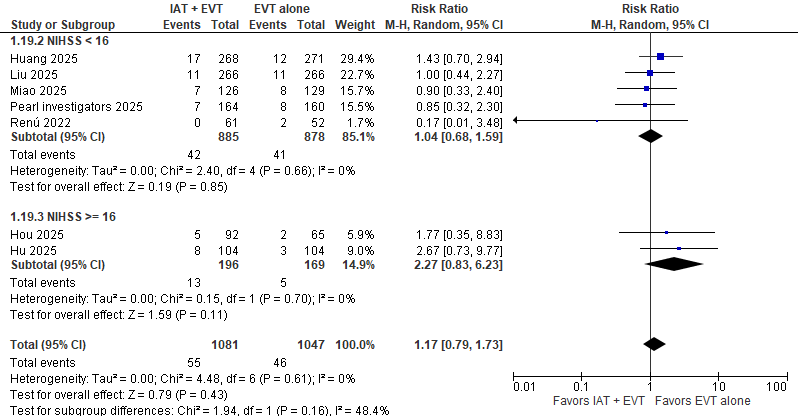 IAT + EVT EVT alone Risk Ratio Risk Ratio
Study or Subgroup Events Total Events Total Weight M-H, Random, 95% CI M-H, Random, 95% CI
1.19.2 NIHSS < 16
Huang 2025 17 268 12 271 29.4% 1.43 [0.70, 2.94]
Liu 2025 11 266 11 266 22.7% 1.00 [0.44, 2.27]
Miao 2025 7 126 8 129 15.7% 0.90 [0.33, 2.40]
Pearl investigators 2025 7 164 8 160 15.5% 0.85 [0.32, 2.30]
Renú 2022 0 61 2 52 1.7% 0.17 [0.01, 3.48]
Subtotal (95% CI) 885 878 85.1% 1.04 [0.68, 1.59]
Total events 42 41
Heterogeneity: Tau² = 0.00; Chi² = 2.40, df = 4 (P = 0.66); I² = 0%
Test for overall effect: Z = 0.19 (P = 0.85)
1.19.3 NIHSS >= 16
Hou 2025 5 92 2 65 5.9% 1.77 [0.35, 8.83]
Hu 2025 8 104 3 104 9.0% 2.67 [0.73, 9.77]
Subtotal (95% CI) 196 169 14.9% 2.27 [0.83, 6.23]
Total events 13 5
Heterogeneity: Tau² = 0.00; Chi² = 0.15, df = 1 (P = 0.70); I² = 0%
Test for overall effect: Z = 1.59 (P = 0.11)
Total (95% CI) 1081 1047 100.0% 1.17 [0.79, 1.73]
Total events 55 46
Heterogeneity: Tau² = 0.00; Chi² = 4.48, df = 6 (P = 0.61); I² = 0%
Test for overall effect: Z = 0.79 (P = 0.43)
Test for subgroup differences: Chi² = 1.94, df = 1 (P = 0.16), I² = 48.4%
0.01 0.1 1 10 100
Favors IAT + EVT Favors EVT alone